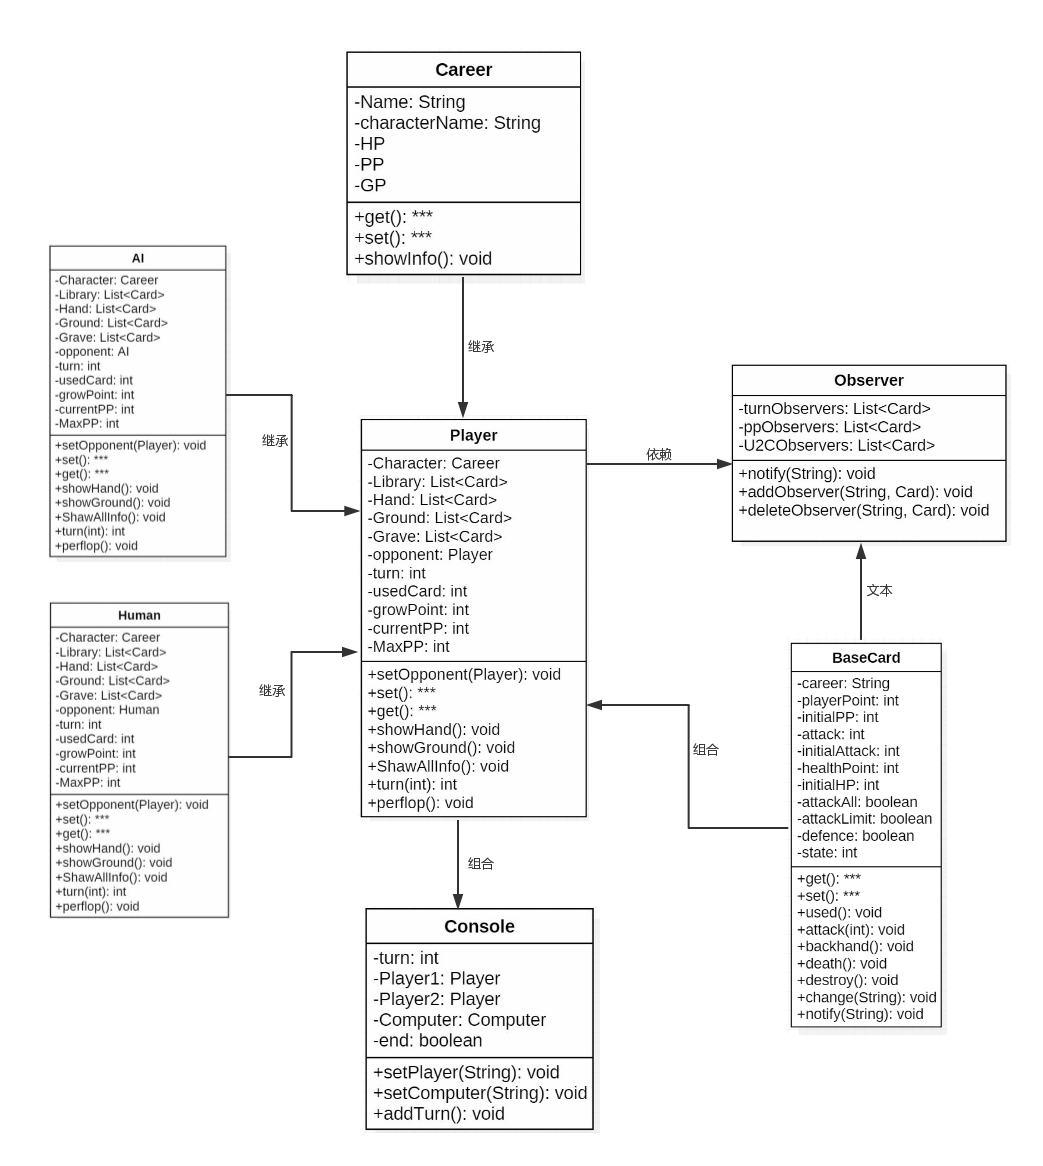 Career
-Name: String
-characterName: String
-HP
-PP
-GP
+get(): ***
+set(): ***
+showInfo(): void
继承
AI
-Character: Career
-Library: List<Card>
-Hand: List<Card>
-Ground: List<Card>
-Grave: List<Card>
-opponent: AI
-turn: int
-usedCard: int
-growPoint: int
-currentPP: int
-MaxPP: int
+setOpponent(Player): void
+set(): ***
+get(): ***
+showHand(): void
+showGround(): void
+ShawAllInfo(): void
+turn(int): int
+perflop(): void
继承
Human
-Character: Career
-Library: List<Card>
-Hand: List<Card>
-Ground: List<Card>
-Grave: List<Card>
-opponent: Human
-turn: int
-usedCard: int
-growPoint: int
-currentPP: int
-MaxPP: int
+setOpponent(Player): void
+set(): ***
+get(): ***
+showHand(): void
+showGround(): void
+ShawAllInfo(): void
+turn(int): int
+perflop(): void
继承
Player
-Character: Career
-Library: List<Card>
-Hand: List<Card>
-Ground: List<Card>
-Grave: List<Card>
-opponent: Player
-turn: int
-usedCard: int
-growPoint: int
-currentPP: int
-MaxPP: int
+setOpponent(Player): void
+set(): ***
+get(): ***
+showHand(): void
+showGround(): void
+ShawAllInfo(): void
+turn(int): int
+perflop(): void
依赖
Observer
-turnObservers: List<Card>
-ppObservers: List<Card>
-U2CObservers: List<Card>
+notify(String): void
+addObserver(String, Card): void
+deleteObserver(String, Card): void
文本
BaseCard
-career: String
-playerPoint: int
-initialPP: int
-attack: int
-initialAttack: int
-healthPoint: int
-initialHP: int
-attackAll: boolean
-attackLimit: boolean
-defence: boolean
-state: int
+get(): ***
+set(): ***
+used(): void
+attack(int): void
+backhand(): void
+death(): void
+destroy(): void
+change(String): void
+notify(String): void
组合
组合
Console
-turn: int
-Player1: Player
-Player2: Player
-Computer: Computer
-end: boolean
+setPlayer(String): void
+setComputer(String): void
+addTurn(): void